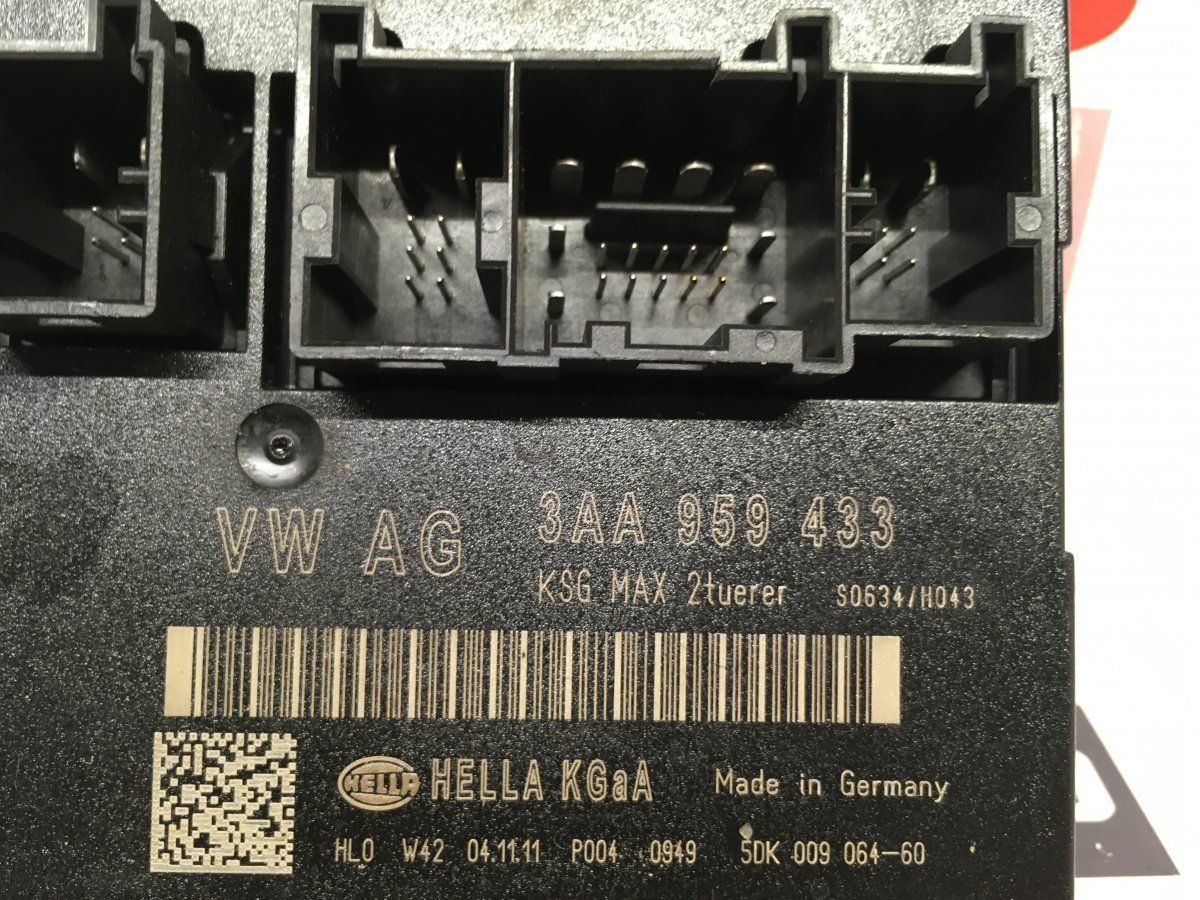 VW AG 3AA 959 433
KSG MAX 2tuerer S0634/H043
HELLA HELLA KGaA Made in Germany
HL0 W42 04.11.11 P004 0949 5DK 009 064-60